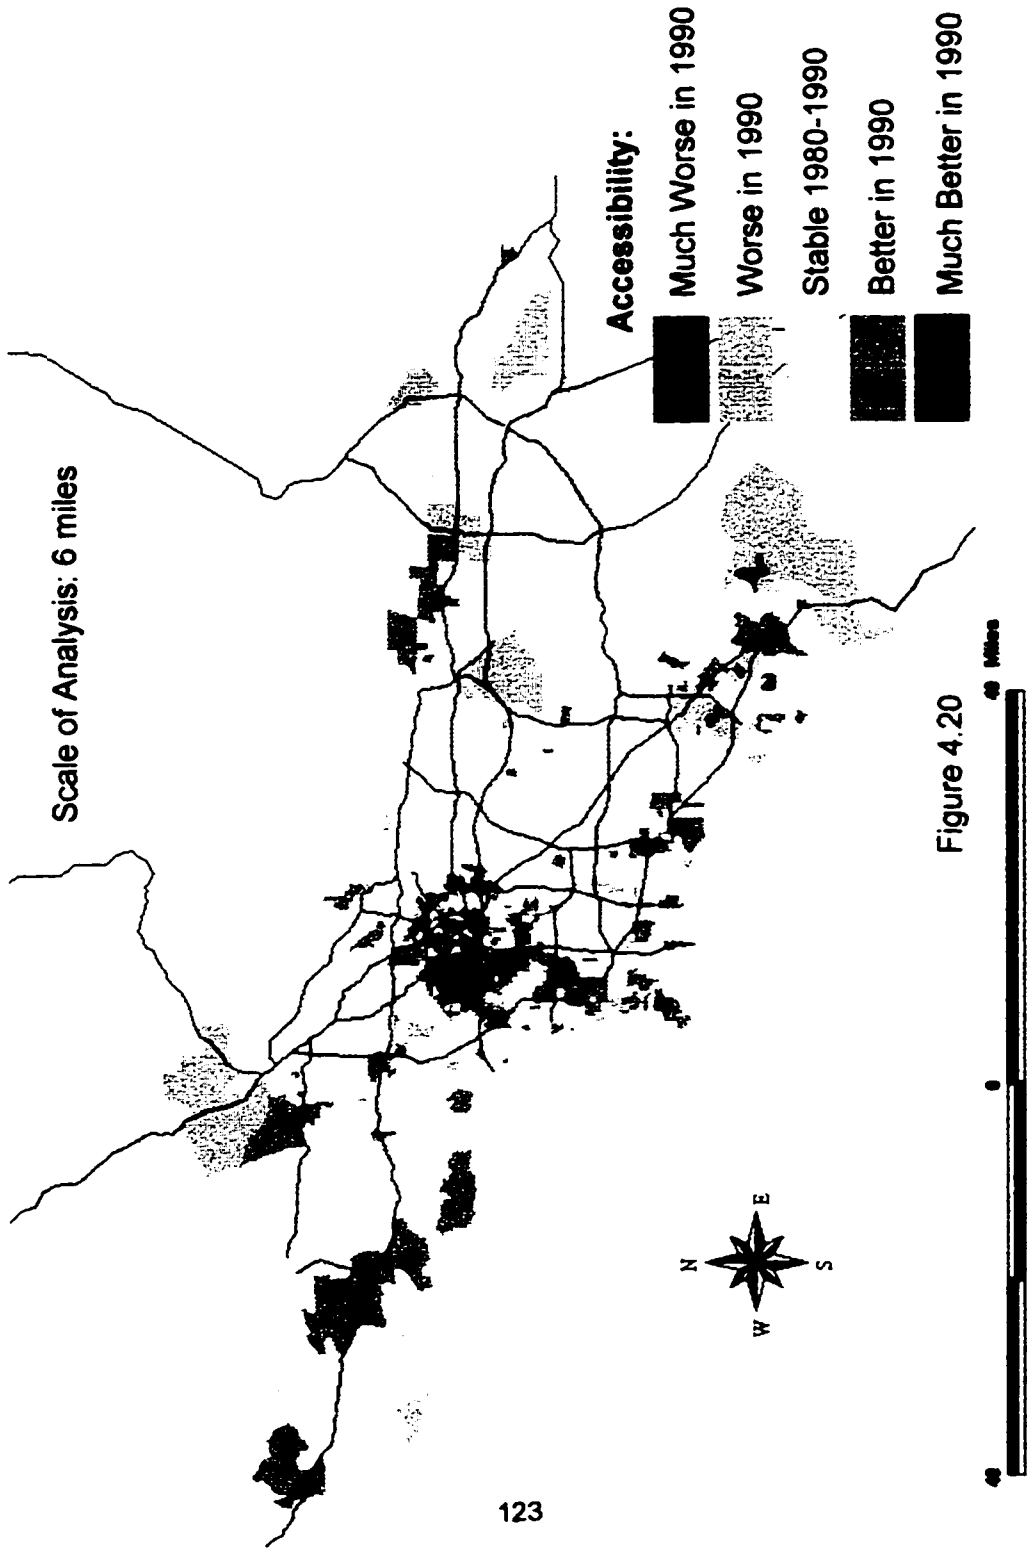 Scale of Analysis: 6 miles
Accessibility:
Much Worse in 1990
Worse in 1990
Stable 1980-1990
Better in 1990
Much Better in 1990
N
W
E
S
40
0
40 Miles
Figure 4.20
123